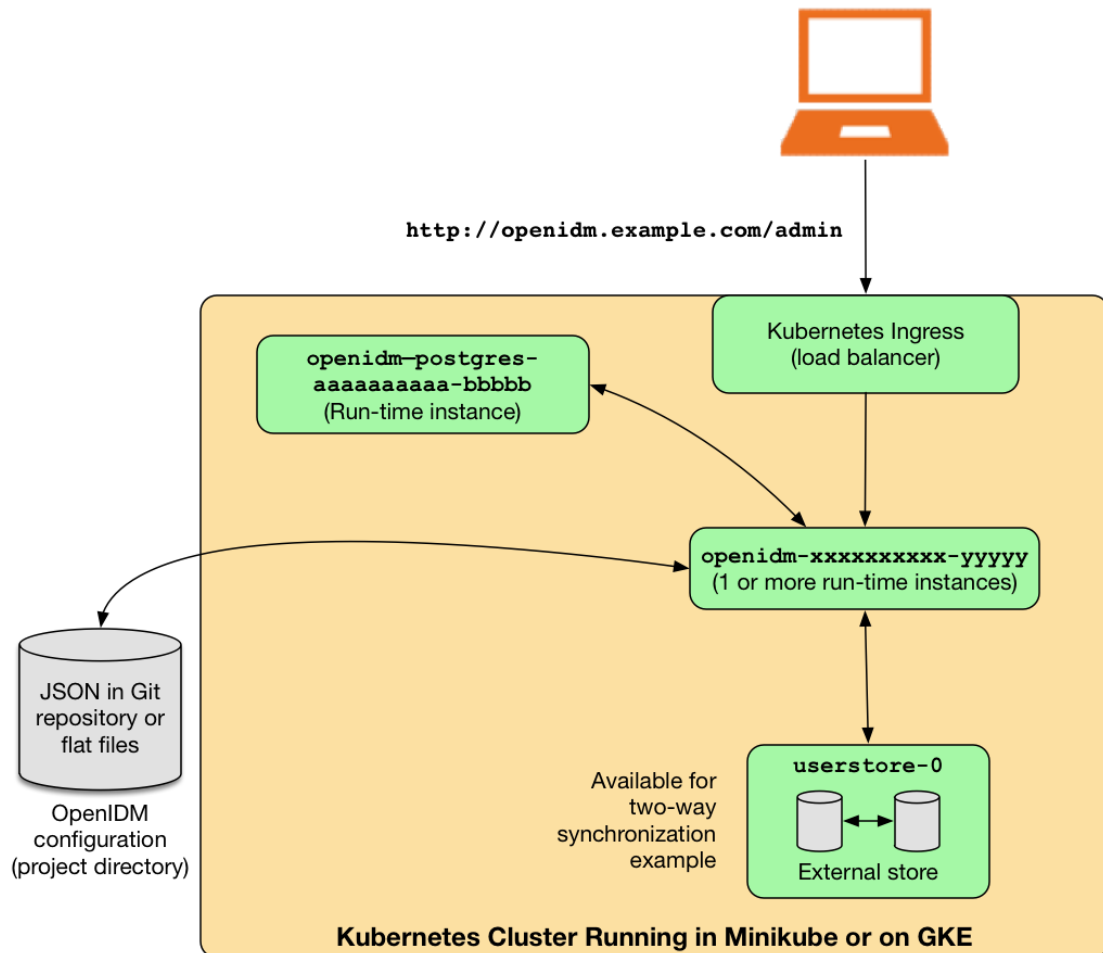 http://openidm.example.com/admin
Kubernetes Ingress
(load balancer)
openidm—postgres-
aaaaaaaaaa-bbbbb
(Run-time instance)
openidm-xxxxxxxxxx-yyyyy
(1 or more run-time instances)
JSON in Git
repository or
flat files
OpenIDM
configuration
(project directory)
Available for
two-way
synchronization
example
userstore-0
External store
Kubernetes Cluster Running in Minikube or on GKE